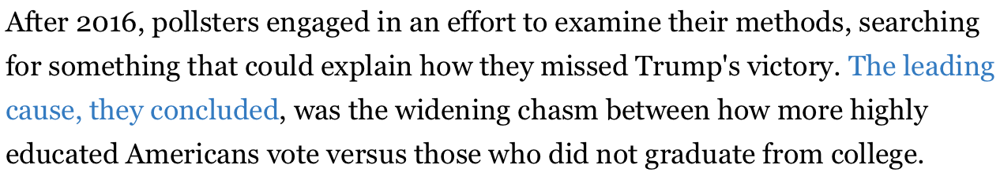 After 2016, pollsters engaged in an effort to examine their methods, searching
for something that could explain how they missed Trump's victory. The leading
cause, they concluded, was the widening chasm between how more highly
educated Americans vote versus those who did not graduate from college.